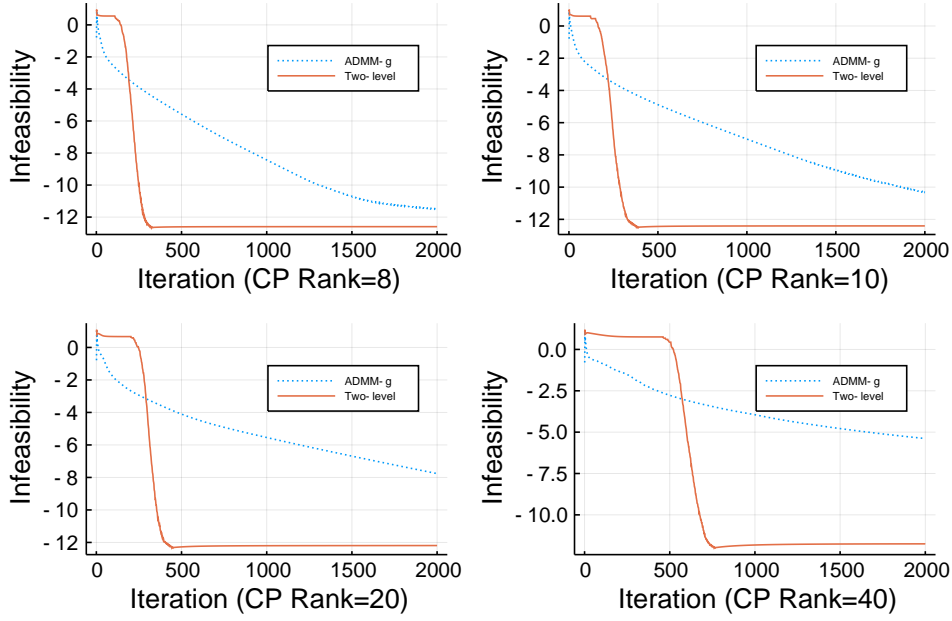 0
- 2
- 4
- 6
- 8
- 10
- 12
Infeasibility
ADMM- g
Two- level
0 500 1000 1500 2000
Iteration (CP Rank=8)
0
- 2
- 4
- 6
- 8
- 10
- 12
Infeasibility
ADMM- g
Two- level
0 500 1000 1500 2000
Iteration (CP Rank=10)
0
- 2
- 4
- 6
- 8
- 10
- 12
Infeasibility
ADMM- g
Two- level
0 500 1000 1500 2000
Iteration (CP Rank=20)
0.0
- 2.5
- 5.0
- 7.5
- 10.0
Infeasibility
ADMM- g
Two- level
0 500 1000 1500 2000
Iteration (CP Rank=40)